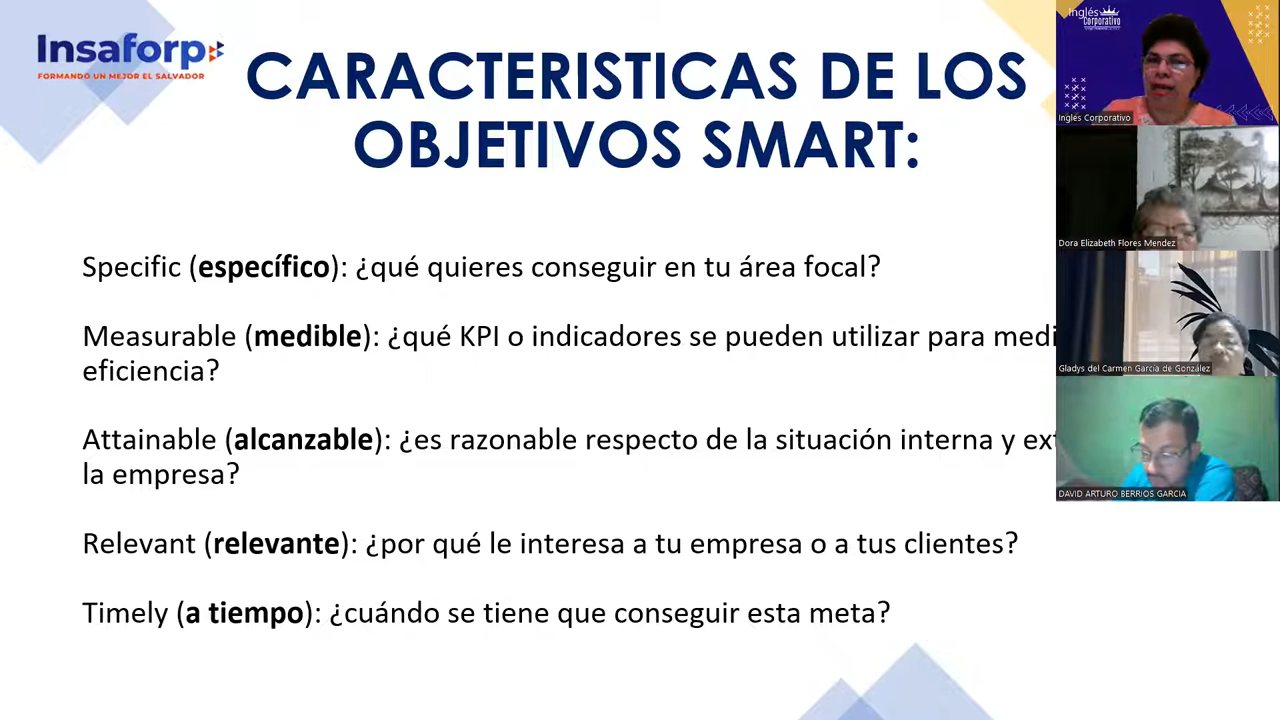 Insaforp
FORMANDO UN MEJOR EL SALVADOR
CARACTERISTICAS DE LOS
OBJETIVOS SMART:
Specific (específico): ¿qué quieres conseguir en tu área focal?
Measurable (medible): ¿qué KPI o indicadores se pueden utilizar para medi
eficiencia?
Attainable (alcanzable): ¿es razonable respecto de la situación interna y ext
la empresa?
Relevant (relevante): ¿por qué le interesa a tu empresa o a tus clientes?
Timely (a tiempo): ¿cuándo se tiene que conseguir esta meta?
Inglés
Corporativo
Inglés Corporativo
Dora Elizabeth Flores Mendez
Gladys del Carmen García de González
DAVID ARTURO BERRIOS GARCIA